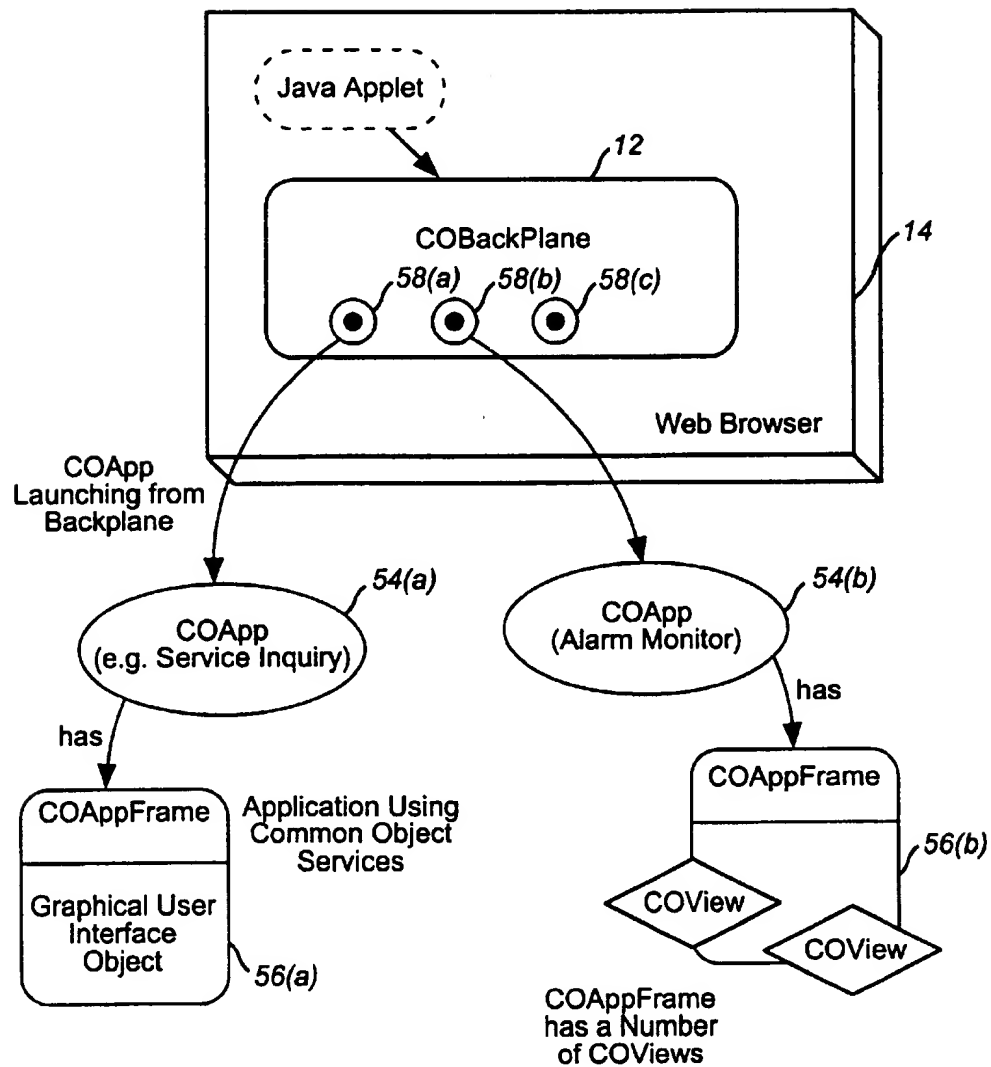 Java Applet
12
COBackPlane
14
58(a)
58(b)
58(c)
Web Browser
COApp
Launching from
Backplane
54(a)
COApp
(e.g. Service Inquiry)
54(b)
COApp
(Alarm Monitor)
has
has
COAppFrame
Graphical User
Interface
Object
56(a)
Application Using
Common Object
Services
COAppFrame
56(b)
COView
COView
COAppFrame
has a Number
of COViews